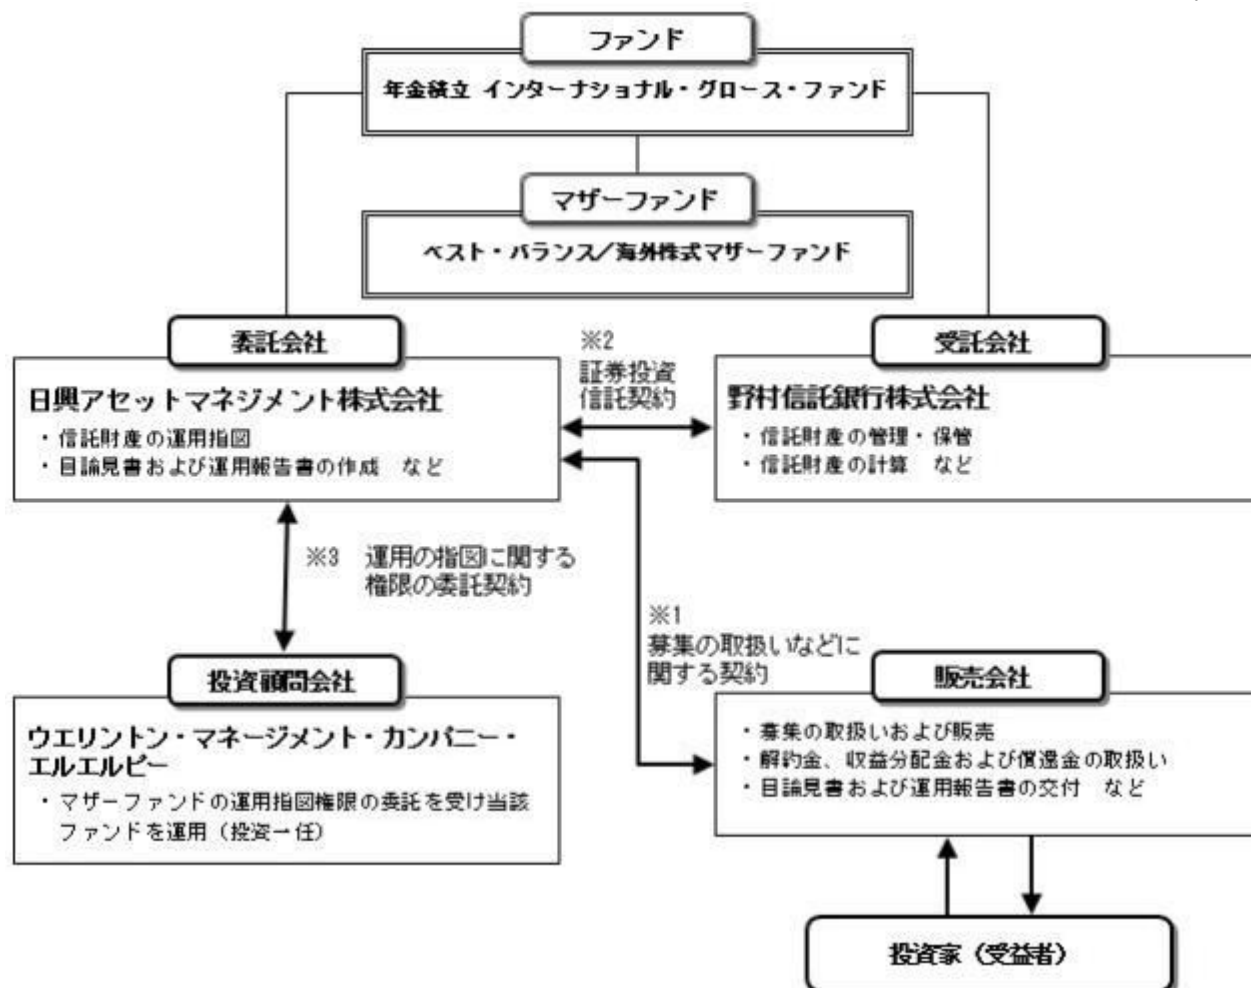 ファンド
年金積立 インターナショナル・グロース・ファンド
マザーファンド
ベスト・バランス／海外株式マザーファンド
委託会社
日興アセットマネジメント株式会社
・信託財産の運用指図
・目論見書および運用報告書の作成 など
※2
証券投資
信託契約
受託会社
野村信託銀行株式会社
・信託財産の管理・保管
・信託財産の計算 など
※3 運用の指図に関する
権限の委託契約
※1
募集の取扱いなどに
関する契約
投資顧問会社
ウエリントン・マネージメント・カンパニー・
エルエルピー
・マザーファンドの運用指図権限の委託を受け当該
ファンドを運用（投資一任）
販売会社
・募集の取扱いおよび販売
・解約金、収益分配金および償還金の取扱い
・目論見書および運用報告書の交付 など
投資家（受益者）